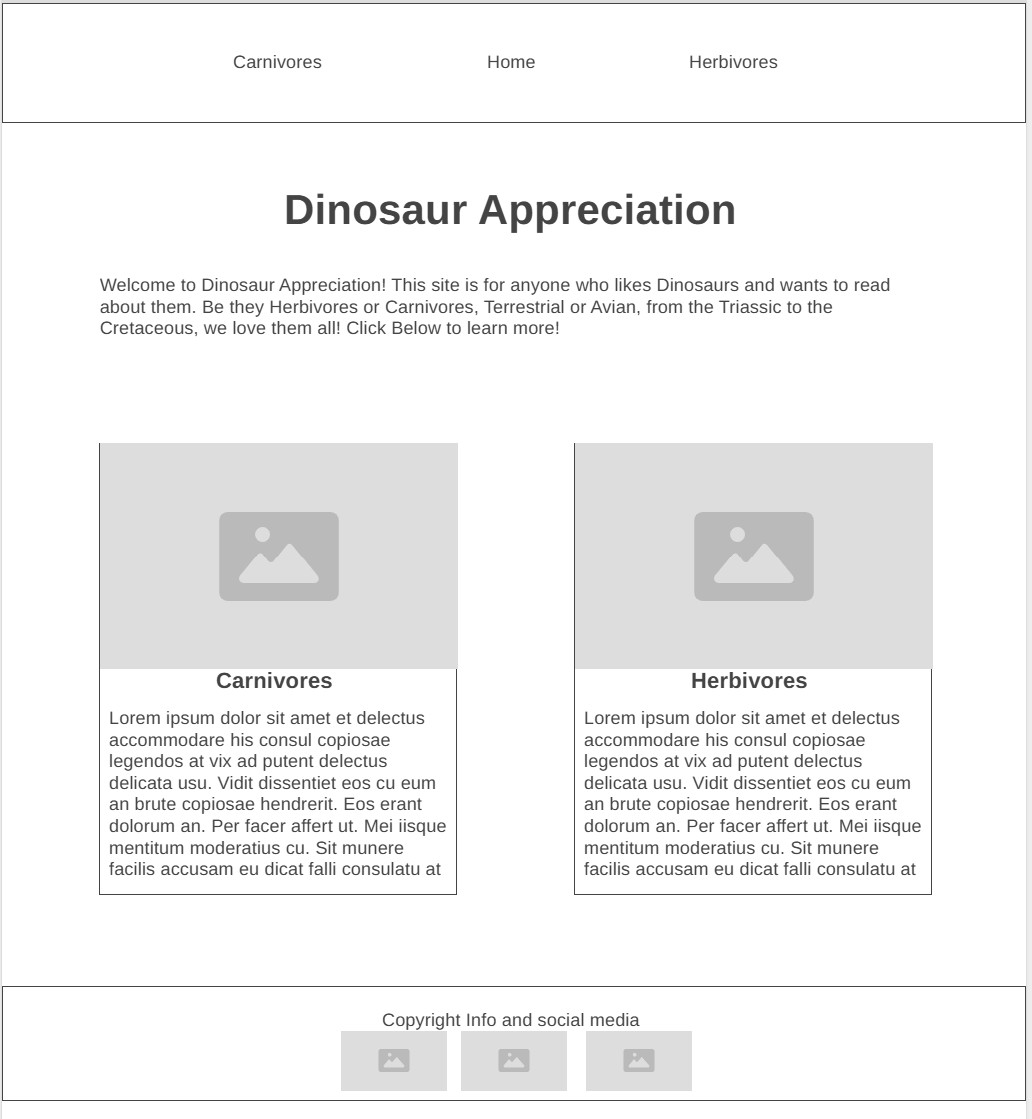 Carnivores
Home
Herbivores
Dinosaur Appreciation
Welcome to Dinosaur Appreciation! This site is for anyone who likes Dinosaurs and wants to read
about them. Be they Herbivores or Carnivores, Terrestrial or Avian, from the Triassic to the
Cretaceous, we love them all! Click Below to learn more!
Carnivores
Lorem ipsum dolor sit amet et delectus
accommodare his consul copiosae
legendos at vix ad putent delectus
delicata usu. Vidit dissentiet eos cu eum
an brute copiosae hendrerit. Eos erant
dolorum an. Per facer affert ut. Mei iisque
mentitum moderatius cu. Sit munere
facilis accusam eu dicat falli consulatu at
Herbivores
Lorem ipsum dolor sit amet et delectus
accommodare his consul copiosae
legendos at vix ad putent delectus
delicata usu. Vidit dissentiet eos cu eum
an brute copiosae hendrerit. Eos erant
dolorum an. Per facer affert ut. Mei iisque
mentitum moderatius cu. Sit munere
facilis accusam eu dicat falli consulatu at
Copyright Info and social media